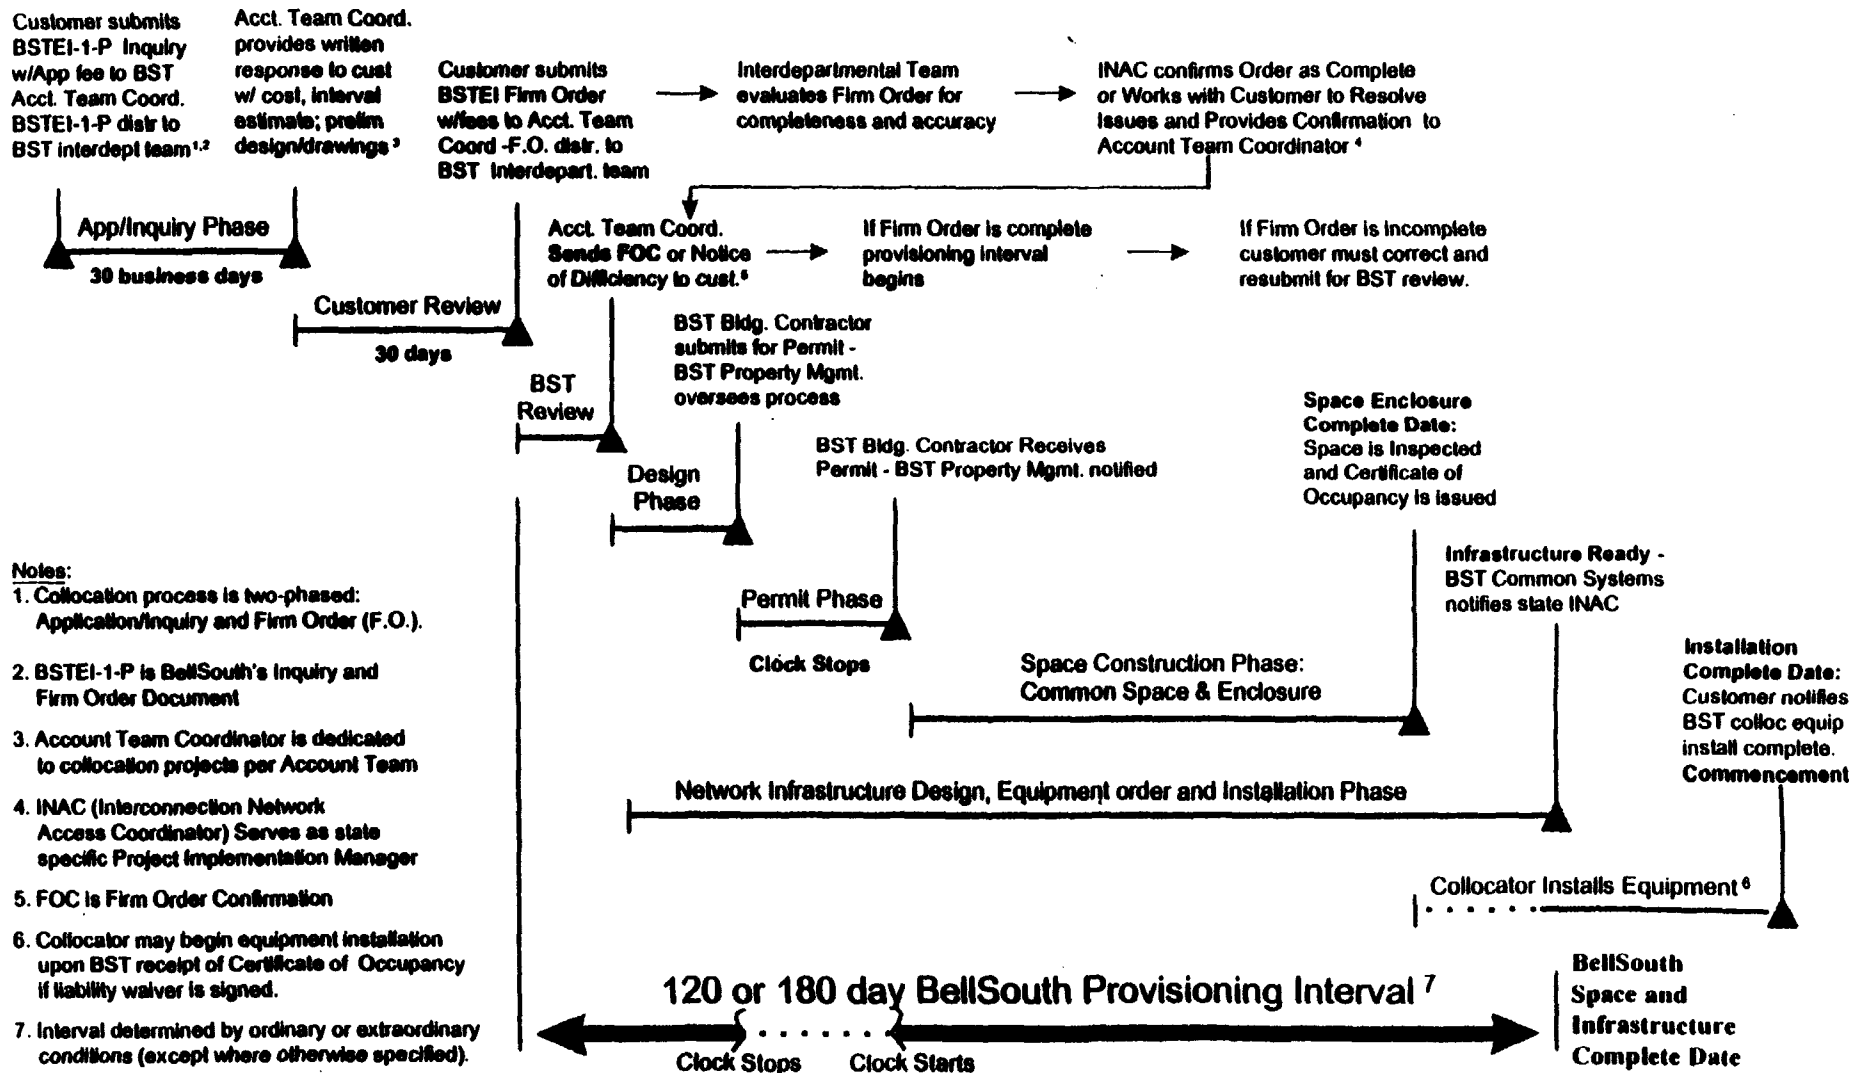 Customer submits
BSTEI-1-P Inquiry
w/App fee to BST
Acct. Team Coord.
BSTEI-1-P distr to
BST interdept team¹,²
Acct. Team Coord.
provides written
response to cust
w/ cost, interval
estimate; prelim
design/drawings ³
Customer submits
BSTEI Firm Order
w/fees to Acct. Team
Coord -F.O. distr. to
BST Interdepart. team
Interdepartmental Team
evaluates Firm Order for
completeness and accuracy
INAC confirms Order as Complete
or Works with Customer to Resolve
Issues and Provides Confirmation to
Account Team Coordinator ⁴
App/Inquiry Phase
30 business days
Acct. Team Coord.
Sends FOC or Notice
of Difficiency to cust.⁵
If Firm Order is complete
provisioning interval
begins
If Firm Order is incomplete
customer must correct and
resubmit for BST review.
Customer Review
30 days
BST
Review
BST Bldg. Contractor
submits for Permit -
BST Property Mgmt.
oversees process
Design
Phase
BST Bldg. Contractor Receives
Permit - BST Property Mgmt. notified
Space Enclosure
Complete Date:
Space is Inspected
and Certificate of
Occupancy is issued
Permit Phase
Clock Stops
Infrastructure Ready -
BST Common Systems
notifies state INAC
Space Construction Phase:
Common Space & Enclosure
Installation
Complete Date:
Customer notifies
BST colloc equip
install complete.
Commencement
Network Infrastructure Design, Equipment order and Installation Phase
Collocator Installs Equipment ⁶
Notes:
1. Collocation process is two-phased:
Application/Inquiry and Firm Order (F.O.).
2. BSTEI-1-P is BellSouth's Inquiry and
Firm Order Document
3. Account Team Coordinator is dedicated
to collocation projects per Account Team
4. INAC (Interconnection Network
Access Coordinator) Serves as state
specific Project Implementation Manager
5. FOC is Firm Order Confirmation
6. Collocator may begin equipment installation
upon BST receipt of Certificate of Occupancy
if liability waiver is signed.
7. Interval determined by ordinary or extraordinary
conditions (except where otherwise specified).
120 or 180 day BellSouth Provisioning Interval ⁷
Clock Stops
Clock Starts
BellSouth
Space and
Infrastructure
Complete Date